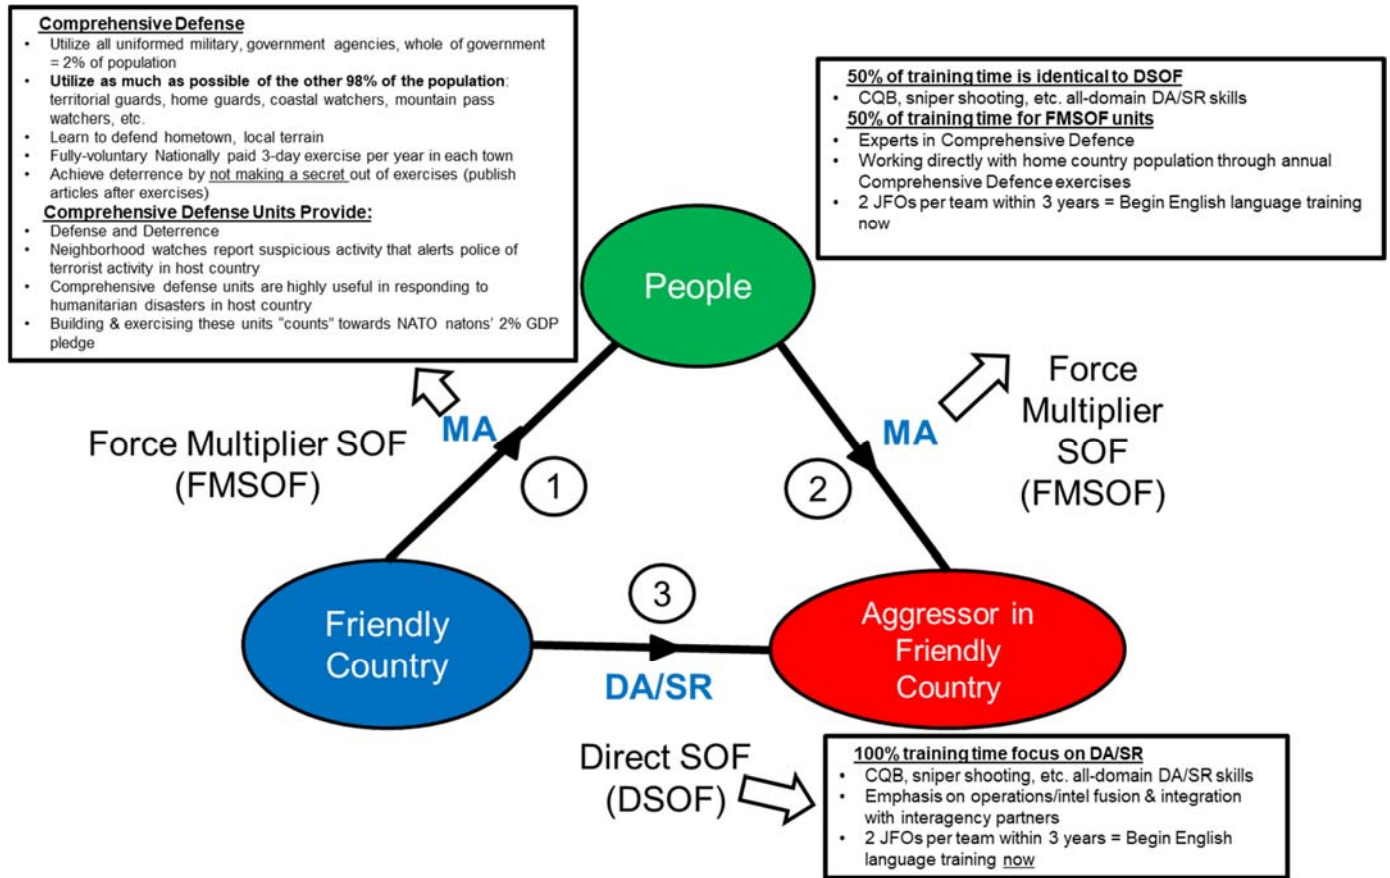 Comprehensive Defense
• Utilize all uniformed military, government agencies, whole of government
= 2% of population
• Utilize as much as possible of the other 98% of the population:
territorial guards, home guards, coastal watchers, mountain pass
watchers, etc.
• Learn to defend hometown, local terrain
• Fully-voluntary Nationally paid 3-day exercise per year in each town
• Achieve deterrence by not making a secret out of exercises (publish
articles after exercises)
Comprehensive Defense Units Provide:
• Defense and Deterrence
• Neighborhood watches report suspicious activity that alerts police of
terrorist activity in host country
• Comprehensive defense units are highly useful in responding to
humanitarian disasters in host country
• Building & exercising these units "counts" towards NATO natons' 2% GDP
pledge
50% of training time is identical to DSOF
• CQB, sniper shooting, etc. all-domain DA/SR skills
50% of training time for FMSOF units
• Experts in Comprehensive Defence
• Working directly with home country population through annual
Comprehensive Defence exercises
• 2 JFOs per team within 3 years = Begin English language training
now
People
Force Multiplier SOF
(FMSOF)
MA
1
2
MA
Force
Multiplier
SOF
(FMSOF)
Friendly
Country
3
DA/SR
Aggressor in
Friendly
Country
Direct SOF
(DSOF)
100% training time focus on DA/SR
• CQB, sniper shooting, etc. all-domain DA/SR skills
• Emphasis on operations/intel fusion & integration
with interagency partners
• 2 JFOs per team within 3 years = Begin English
language training now